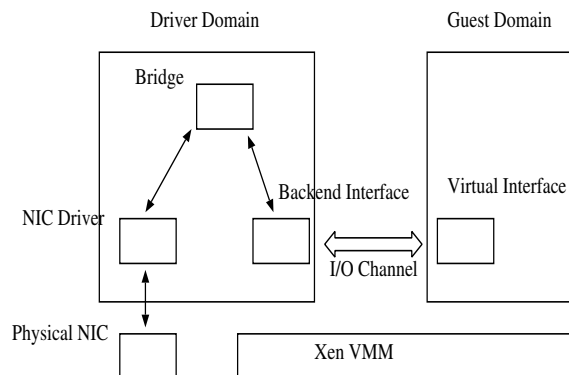 Driver Domain
Guest Domain
Bridge
Backend Interface
Virtual Interface
NIC Driver
I/O Channel
Physical NIC
Xen VMM